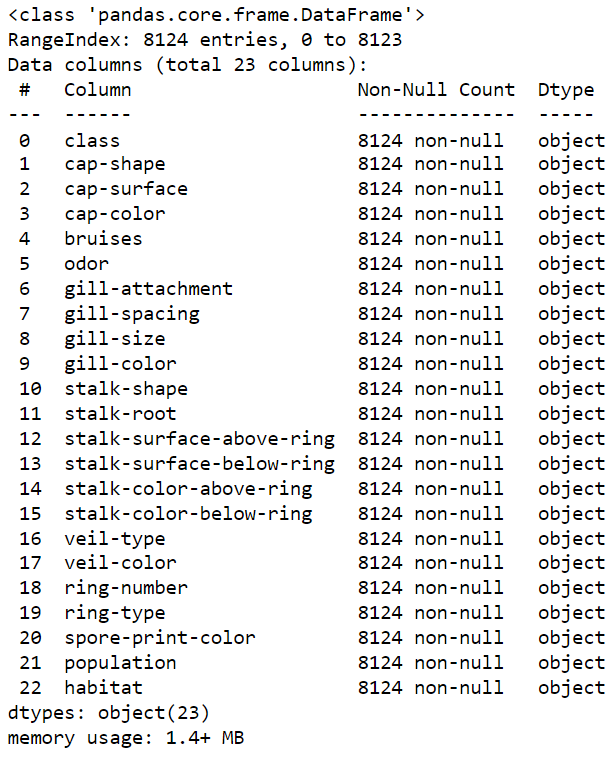 <class 'pandas.core.frame.DataFrame'>
RangeIndex: 8124 entries, 0 to 8123
Data columns (total 23 columns):
 #   Column                    Non-Null Count  Dtype
---  ------                    --------------  -----
 0   class                     8124 non-null   object
 1   cap-shape                 8124 non-null   object
 2   cap-surface               8124 non-null   object
 3   cap-color                 8124 non-null   object
 4   bruises                   8124 non-null   object
 5   odor                      8124 non-null   object
 6   gill-attachment           8124 non-null   object
 7   gill-spacing              8124 non-null   object
 8   gill-size                 8124 non-null   object
 9   gill-color                8124 non-null   object
 10  stalk-shape               8124 non-null   object
 11  stalk-root                8124 non-null   object
 12  stalk-surface-above-ring  8124 non-null   object
 13  stalk-surface-below-ring  8124 non-null   object
 14  stalk-color-above-ring    8124 non-null   object
 15  stalk-color-below-ring    8124 non-null   object
 16  veil-type                 8124 non-null   object
 17  veil-color                8124 non-null   object
 18  ring-number               8124 non-null   object
 19  ring-type                 8124 non-null   object
 20  spore-print-color         8124 non-null   object
 21  population                8124 non-null   object
 22  habitat                   8124 non-null   object
dtypes: object(23)
memory usage: 1.4+ MB